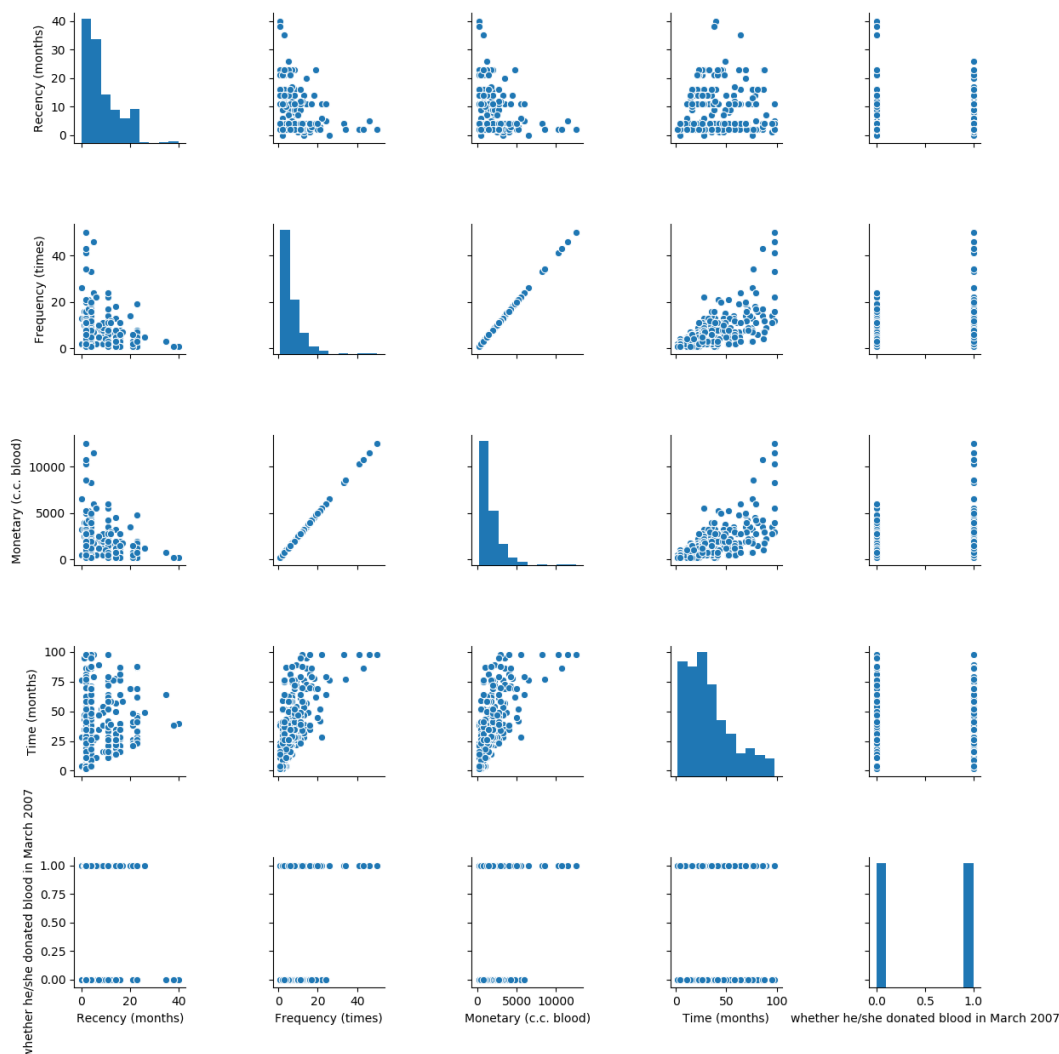 40
30
20
10
0
Recency (months)
40
20
0
Frequency (times)
10000
5000
0
Monetary (c.c. blood)
100
75
50
25
0
Time (months)
1.00
0.75
0.50
0.25
0.00
whether he/she donated blood in March 2007
0 20 40
Recency (months)
0 20 40
Frequency (times)
0 5000 10000
Monetary (c.c. blood)
0 50 100
Time (months)
0.0 0.5 1.0
whether he/she donated blood in March 2007